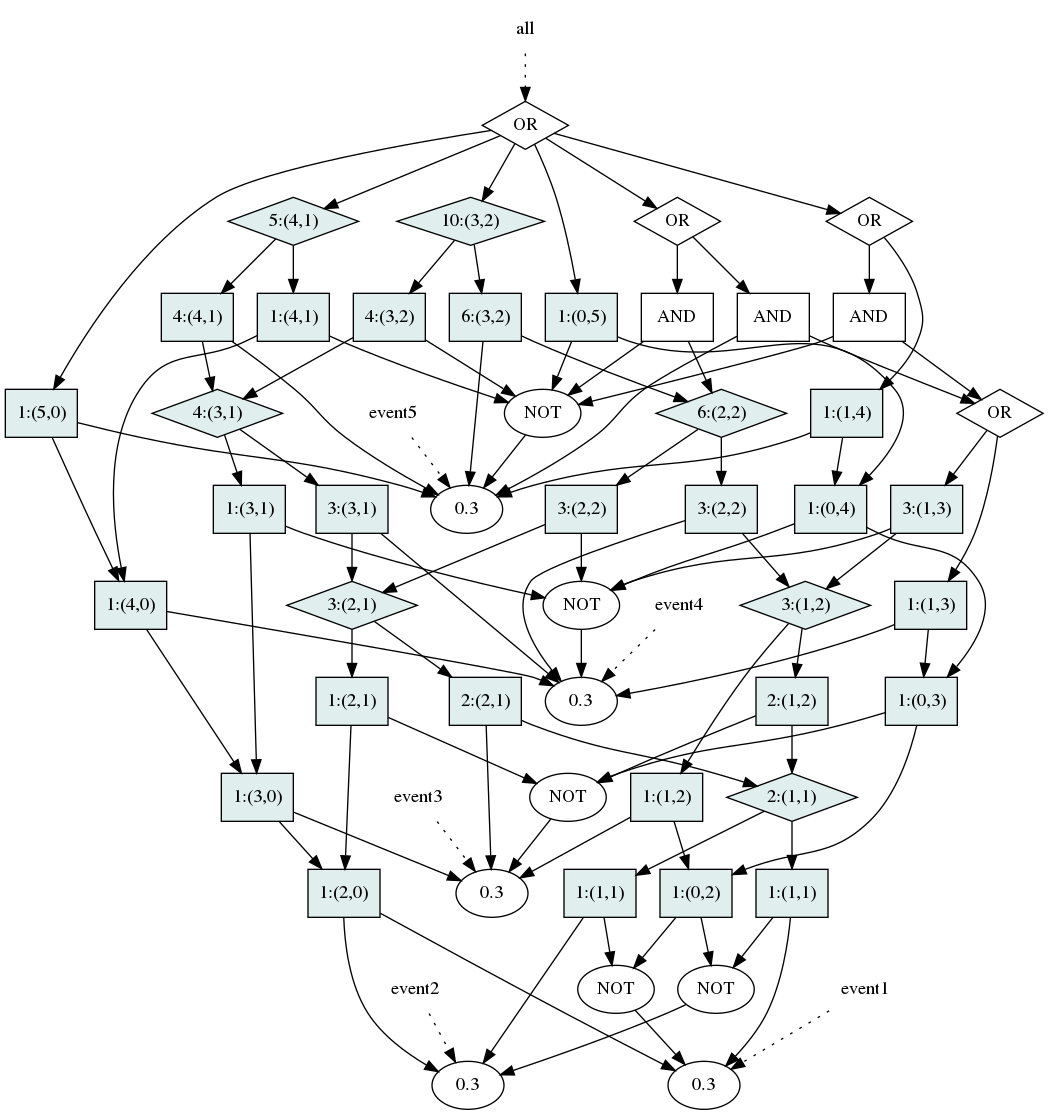 all
OR
5:(4,1)
10:(3,2)
OR
OR
4:(4,1)
1:(4,1)
4:(3,2)
6:(3,2)
1:(0,5)
AND
AND
AND
1:(5,0)
4:(3,1)
event5
NOT
6:(2,2)
1:(1,4)
OR
1:(3,1)
3:(3,1)
0.3
3:(2,2)
3:(2,2)
1:(0,4)
3:(1,3)
1:(4,0)
3:(2,1)
NOT
event4
3:(1,2)
1:(1,3)
1:(2,1)
2:(2,1)
0.3
2:(1,2)
1:(0,3)
1:(3,0)
event3
NOT
1:(1,2)
2:(1,1)
1:(2,0)
0.3
1:(1,1)
1:(0,2)
1:(1,1)
event2
NOT
NOT
event1
0.3
0.3